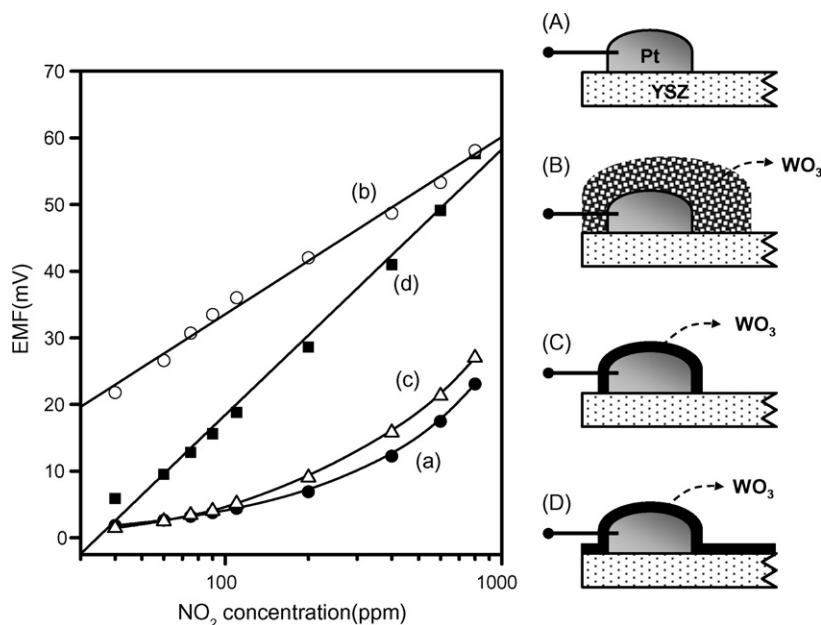 70
60
50
40
30
20
10
0
EMF(mV)
100
1000
NO₂ concentration(ppm)
(b)
(d)
(c)
(a)
(A)
Pt
YSZ
(B)
WO₃
(C)
WO₃
(D)
WO₃